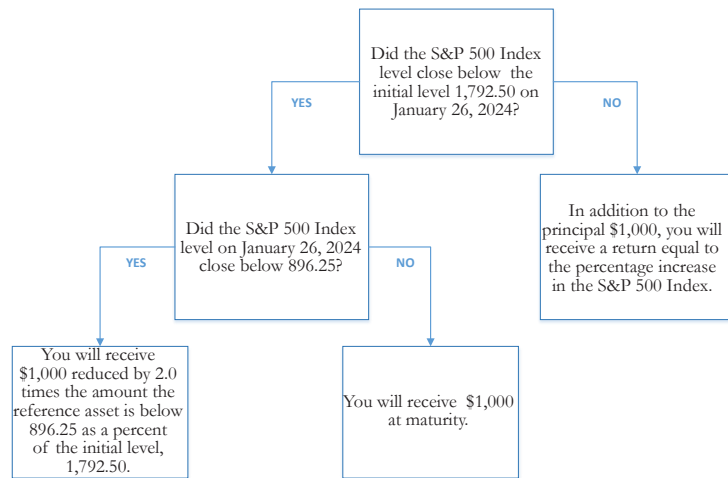 Did the S&P 500 Index
level close below the
initial level 1,792.50 on
January 26, 2024?
YES
NO
Did the S&P 500 Index
level on January 26, 2024
close below 896.25?
In addition to the
principal $1,000, you will
receive a return equal to
the percentage increase
in the S&P 500 Index.
YES
NO
You will receive
$1,000 reduced by 2.0
times the amount the
reference asset is below
896.25 as a percent
of the initial level,
1,792.50.
You will receive $1,000
at maturity.